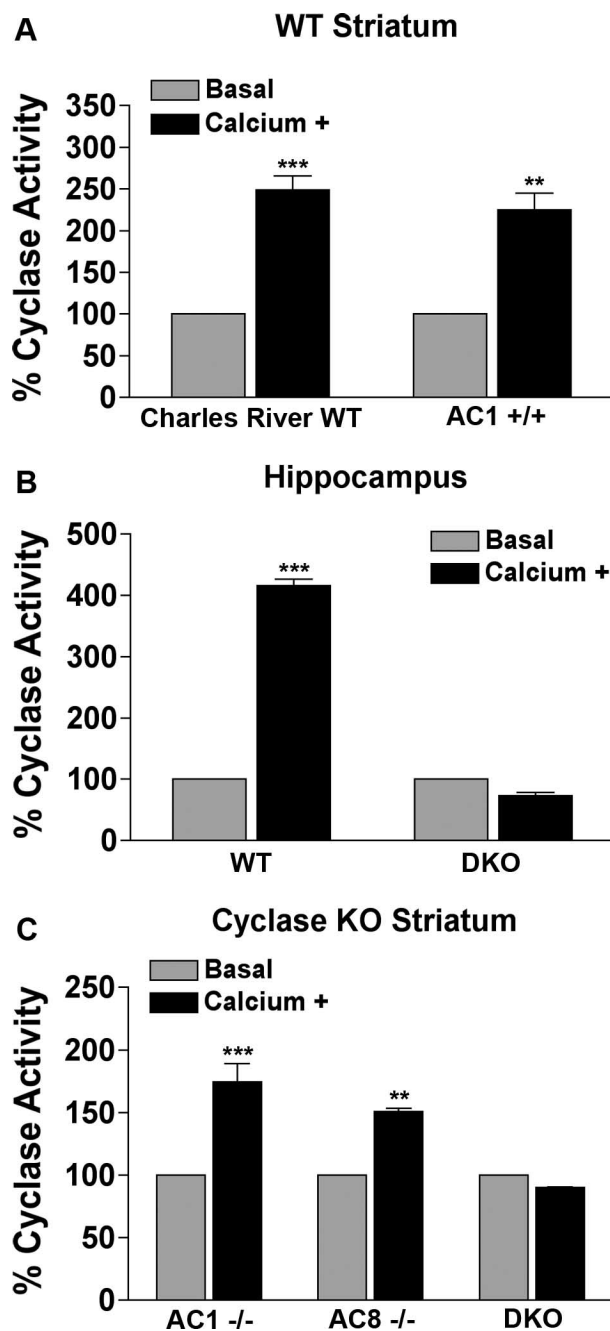 A
WT Striatum
Basal
Calcium +
% Cyclase Activity
350
300
250
200
150
100
50
0
***
**
Charles River WT
AC1 +/+
B
Hippocampus
Basal
Calcium +
% Cyclase Activity
500
400
300
200
100
0
***
WT
DKO
C
Cyclase KO Striatum
Basal
Calcium +
% Cyclase Activity
250
200
150
100
50
0
***
**
AC1 -/-
AC8 -/-
DKO